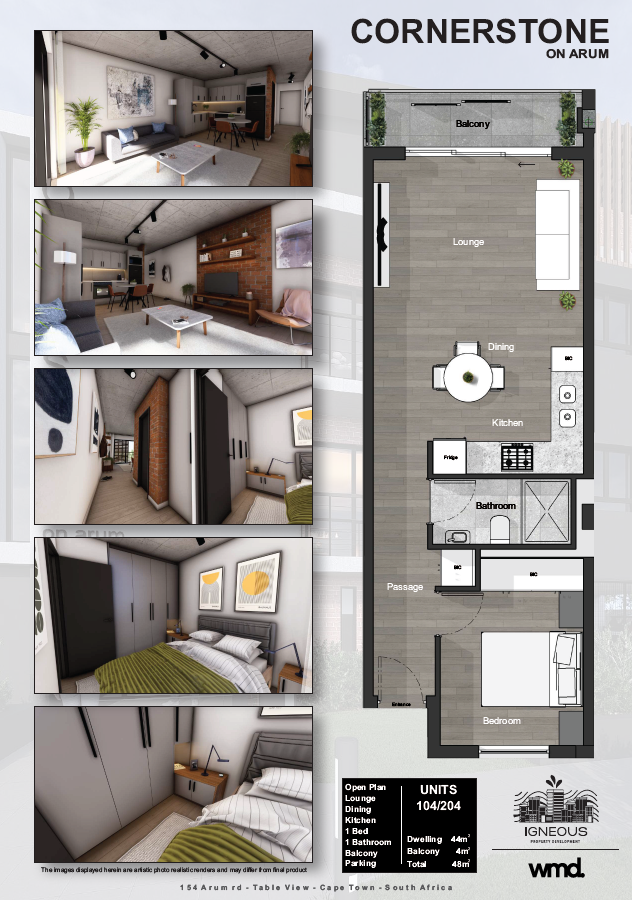 CORNERSTONE
ON ARUM
Balcony
Lounge
Dining
Kitchen
Fridge
Bathroom
Passage
Entrance
Bedroom
on arum
Open Plan
Lounge
Dining
Kitchen
1 Bed
1 Bathroom
Balcony
Parking
UNITS
104/204
Dwelling 44m²
Balcony 4m²
Total 48m²
IGNEOUS
PROPERTY DEVELOPMENT
wmd.
The images displayed herein are artistic photo realistic renders and may differ from final product
154 Arum rd - Table View - Cape Town - South Africa